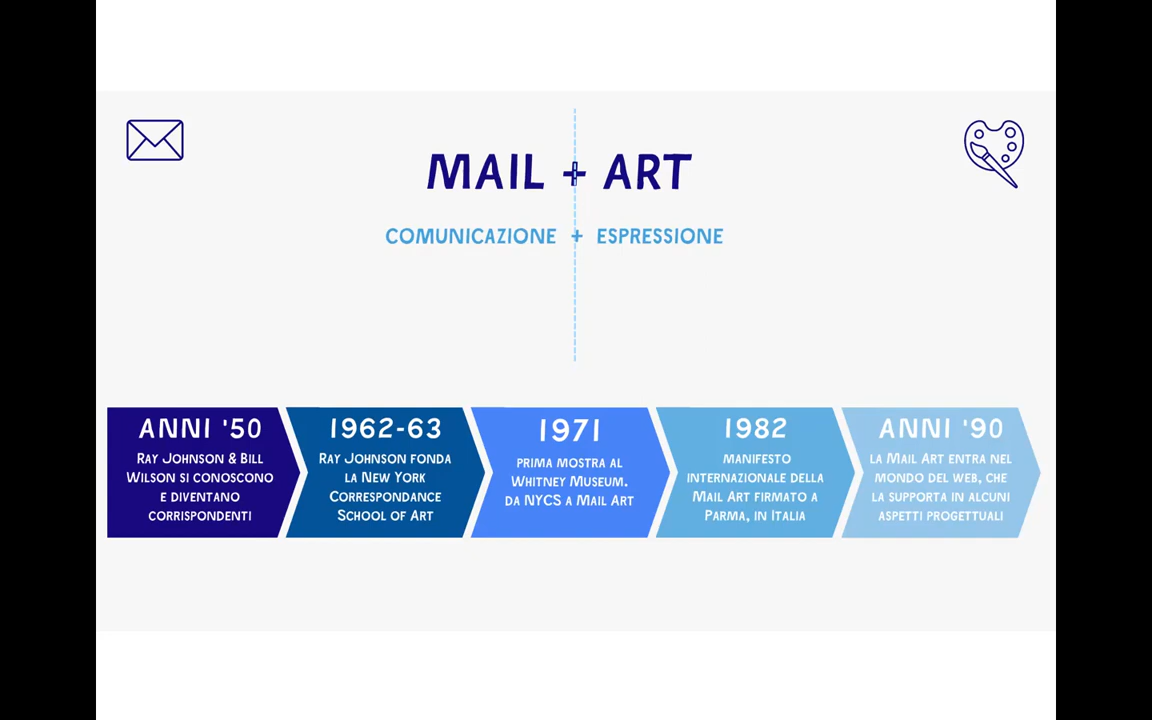 MAIL + ART
COMUNICAZIONE + ESPRESSIONE
ANNI '50
RAY JOHNSON & BILL
WILSON SI CONOSCONO
E DIVENTANO
CORRISPONDENTI
1962-63
RAY JOHNSON FONDA
LA NEW YORK
CORRESPONDANCE
SCHOOL OF ART
1971
PRIMA MOSTRA AL
WHITNEY MUSEUM.
DA NYCS A MAIL ART
1982
MANIFESTO
INTERNAZIONALE DELLA
MAIL ART FIRMATO A
PARMA, IN ITALIA
ANNI '90
LA MAIL ART ENTRA NEL
MONDO DEL WEB, CHE
LA SUPPORTA IN ALCUNI
ASPETTI PROGETTUALI